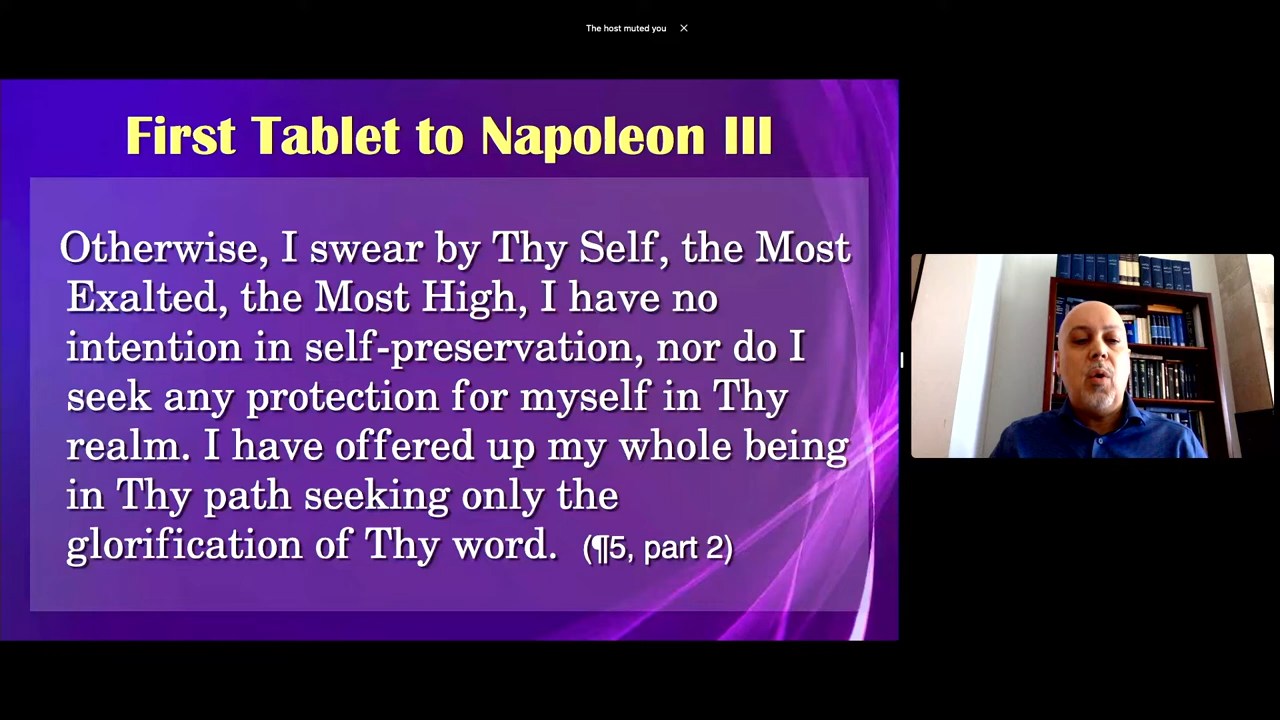 The host muted you
First Tablet to Napoleon III
Otherwise, I swear by Thy Self, the Most
Exalted, the Most High, I have no
intention in self-preservation, nor do I
seek any protection for myself in Thy
realm. I have offered up my whole being
in Thy path seeking only the
glorification of Thy word. (¶5, part 2)